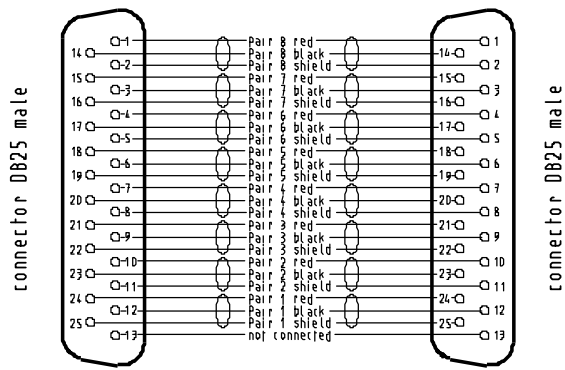 connector DB25 male
1 Pair 8 red 1
14 Pair 8 black 14
2 Pair 8 shield 2
15 Pair 7 red 15
3 Pair 7 black 3
16 Pair 7 shield 16
4 Pair 6 red 4
17 Pair 6 black 17
5 Pair 6 shield 5
18 Pair 5 red 18
6 Pair 5 black 6
19 Pair 5 shield 19
7 Pair 4 red 7
20 Pair 4 black 20
8 Pair 4 shield 8
21 Pair 3 red 21
9 Pair 3 black 9
22 Pair 3 shield 22
10 Pair 2 red 10
23 Pair 2 black 23
11 Pair 2 shield 11
24 Pair 1 red 24
12 Pair 1 black 12
25 Pair 1 shield 25
13 not connected 13
connector DB25 male